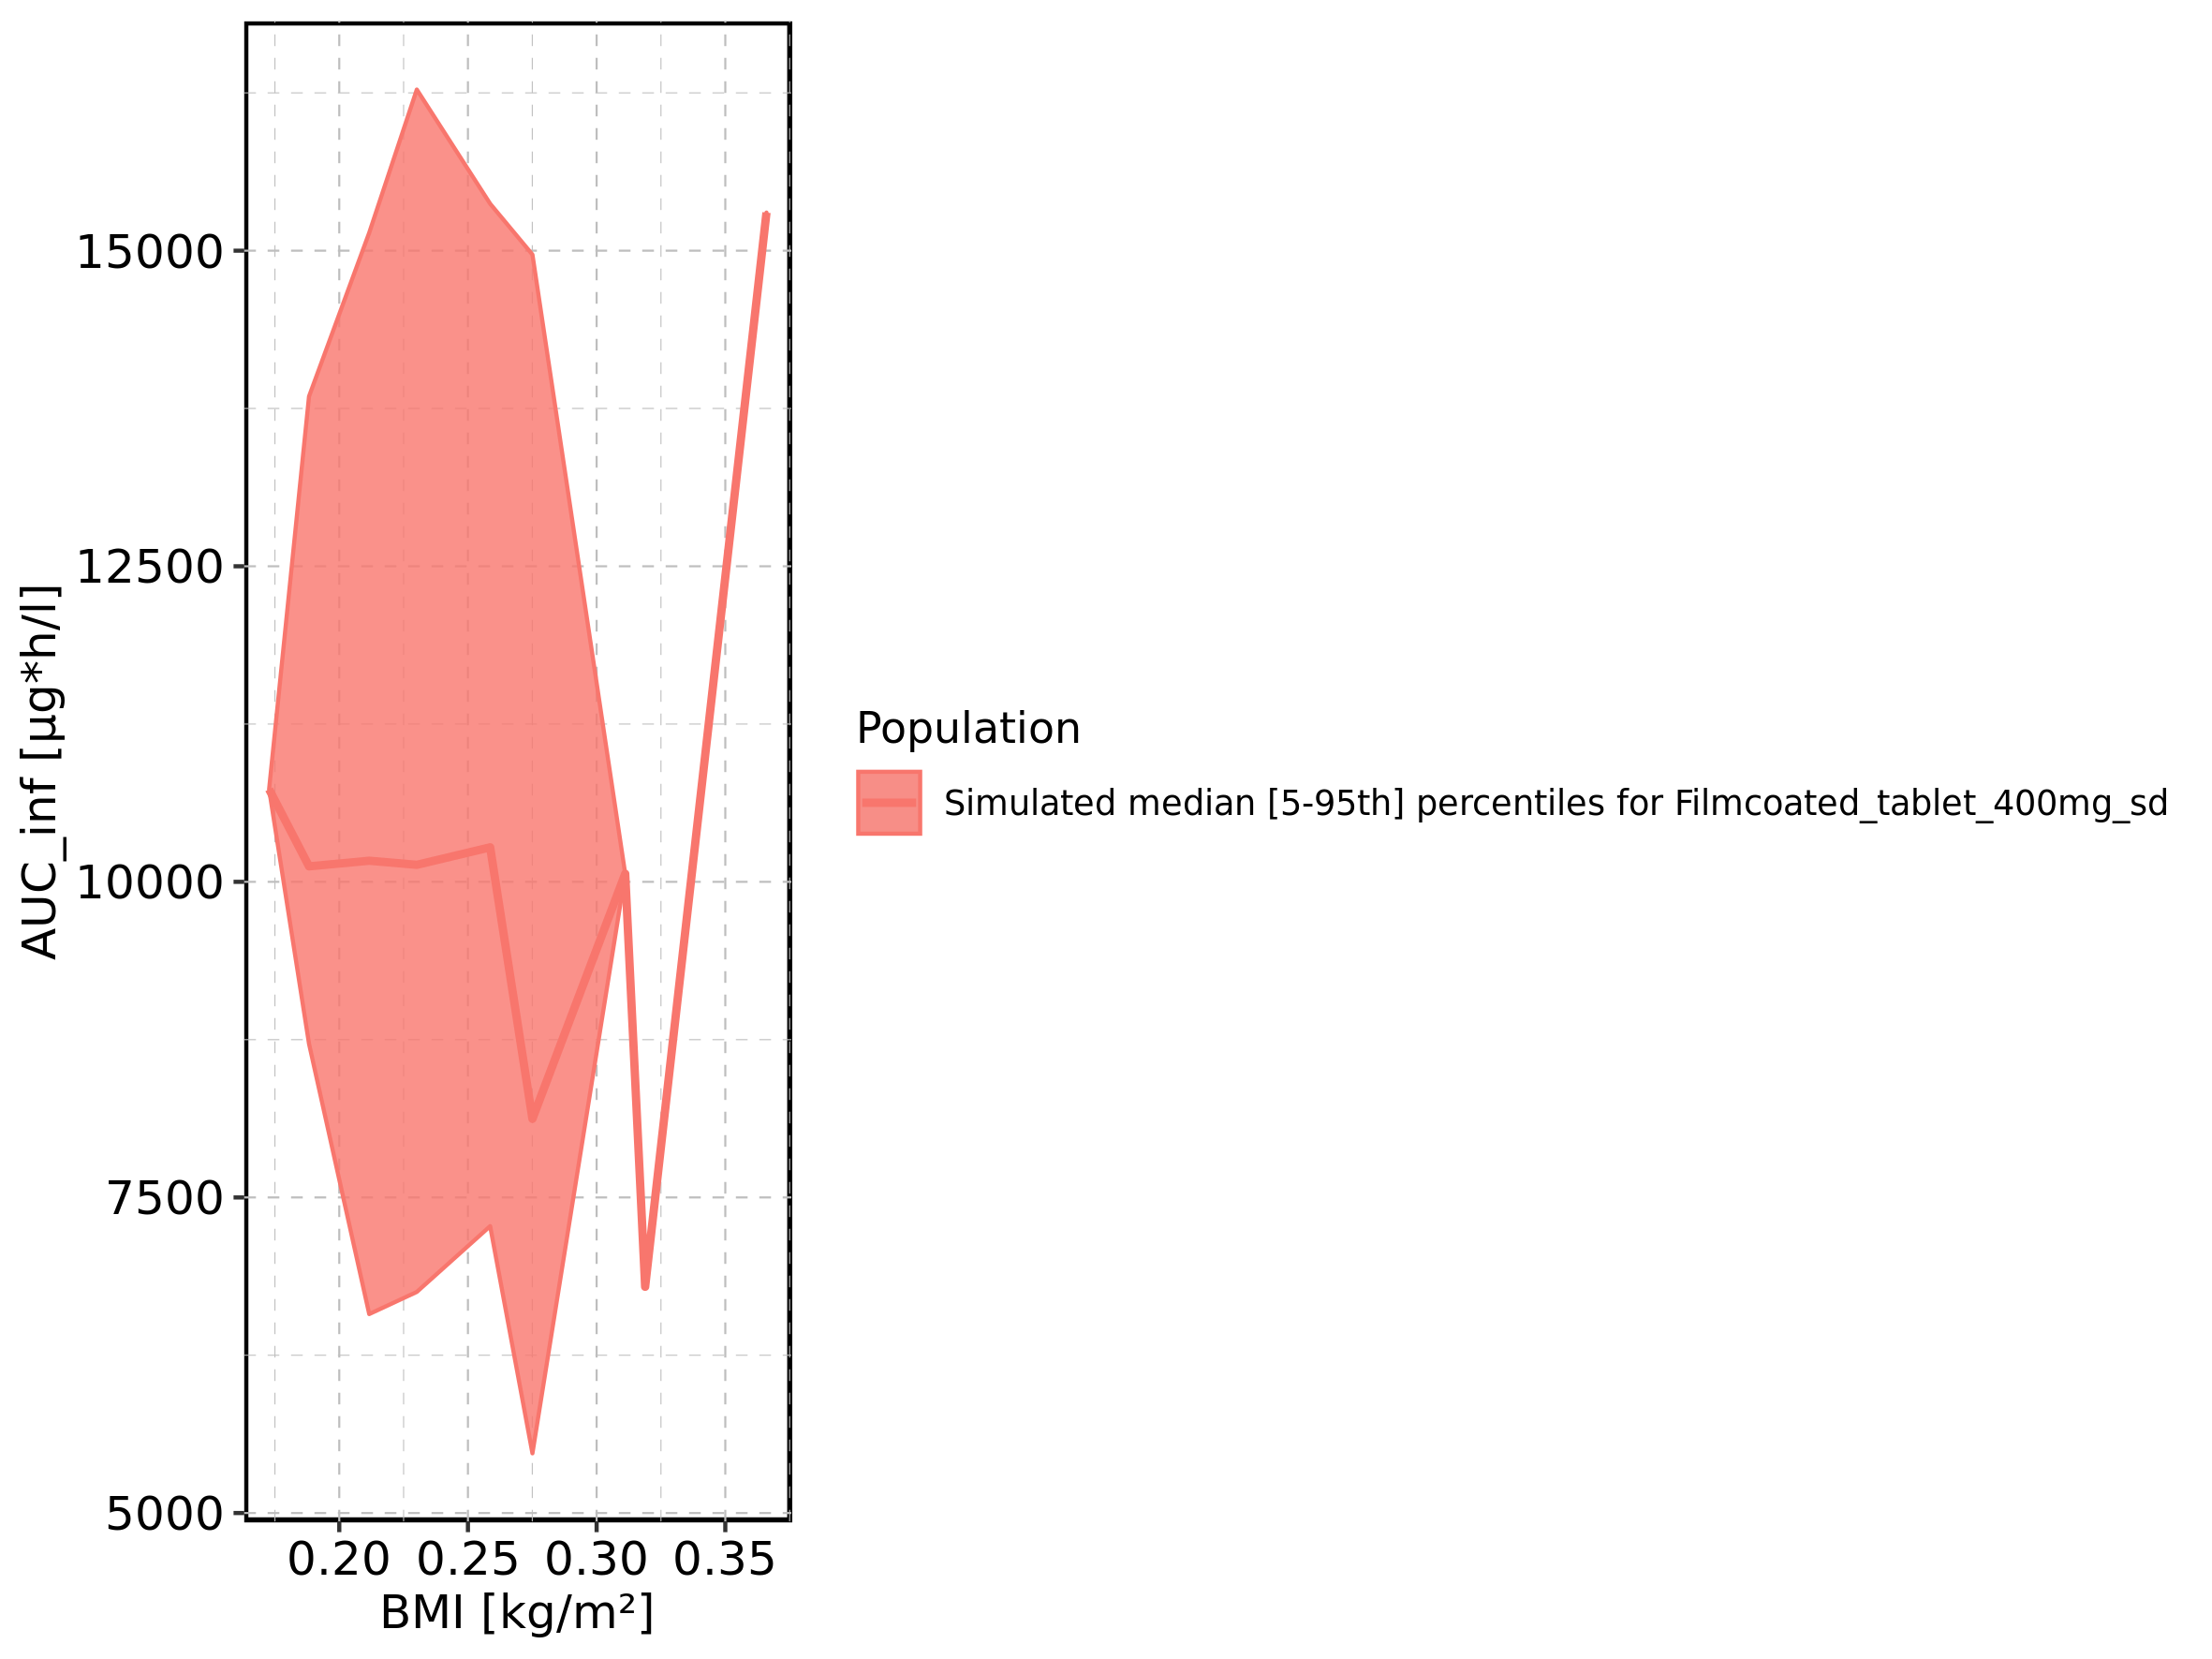 AUC_inf [µg*h/l]
15000
12500
10000
7500
5000
0.20 0.25 0.30 0.35
BMI [kg/m²]
Population
Simulated median [5-95th] percentiles for Filmcoated_tablet_400mg_sd